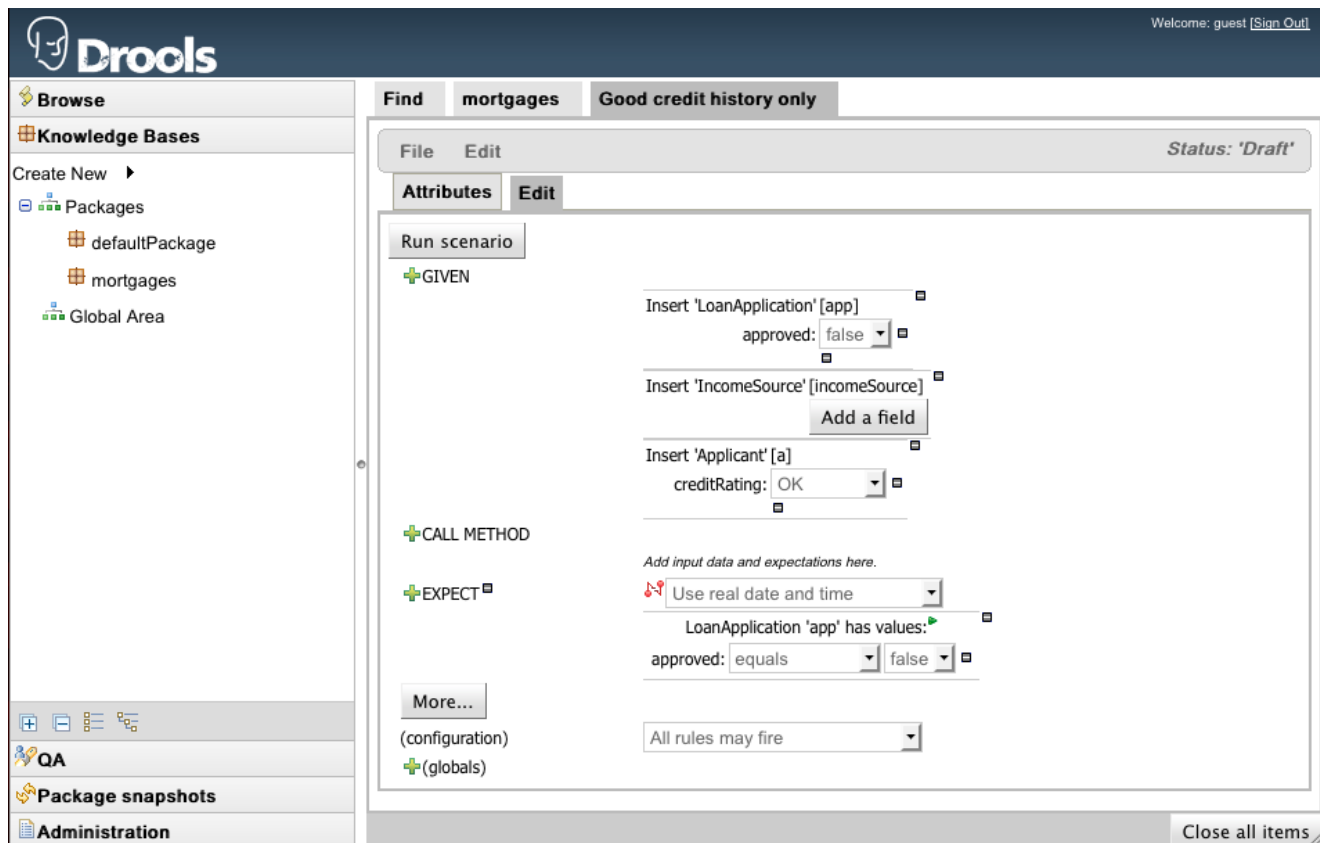 Welcome: guest [Sign Out]
Drools
Browse
Knowledge Bases
Create New
Packages
defaultPackage
mortgages
Global Area
QA
Package snapshots
Administration
Find mortgages Good credit history only
File Edit Status: 'Draft'
Attributes Edit
Run scenario
GIVEN
Insert 'LoanApplication' [app]
approved: false
Insert 'IncomeSource' [incomeSource]
Add a field
Insert 'Applicant' [a]
creditRating: OK
CALL METHOD
Add input data and expectations here.
EXPECT Use real date and time
LoanApplication 'app' has values:
approved: equals false
More...
(configuration) All rules may fire
(globals)
Close all items